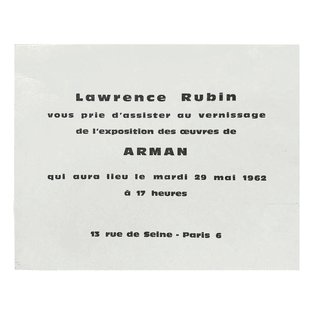 Lawrence Rubin
vous prie d'assister au vernissage
de l'exposition des œuvres de
ARMAN
qui aura lieu le mardi 29 mai 1962
à 17 heures
13 rue de Seine - Paris 6